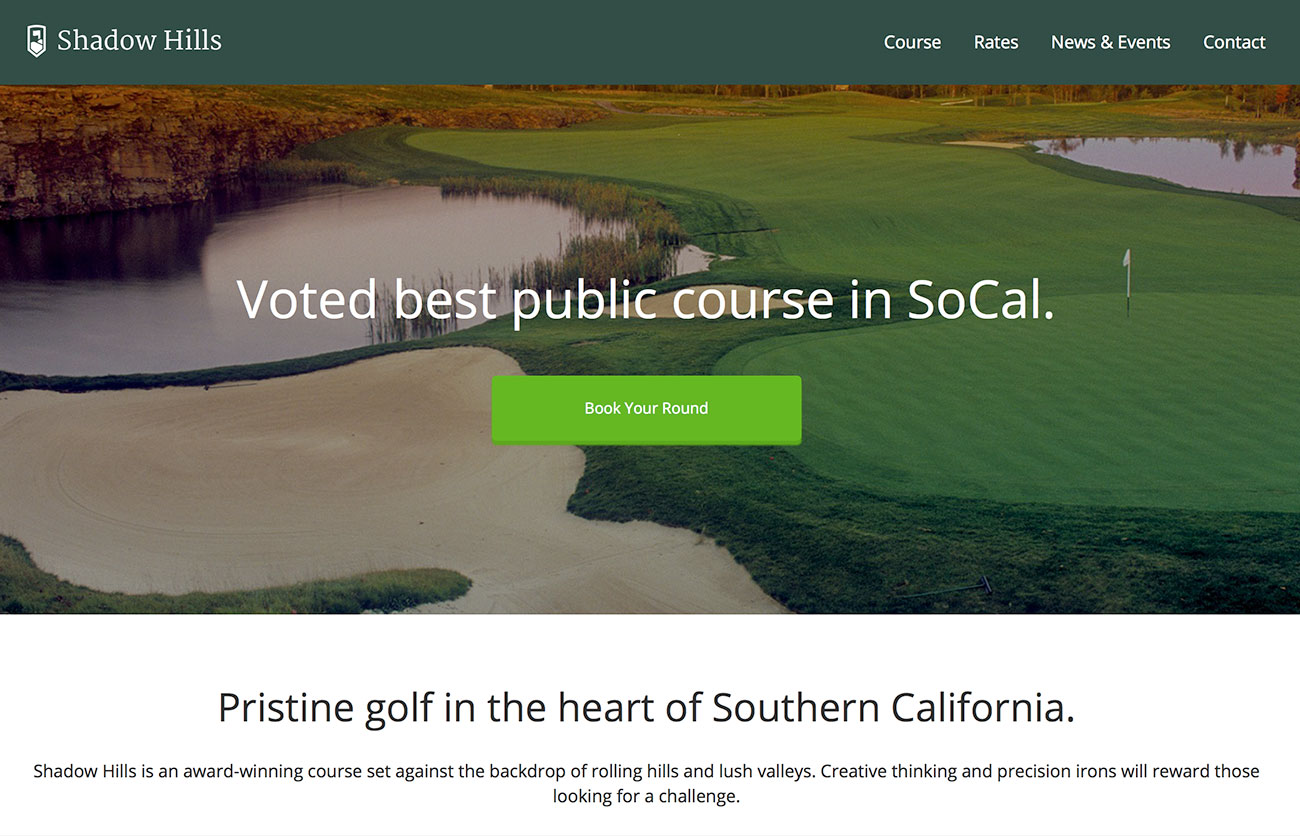 Shadow Hills
Course Rates News & Events Contact
Voted best public course in SoCal.
Book Your Round
Pristine golf in the heart of Southern California.
Shadow Hills is an award-winning course set against the backdrop of rolling hills and lush valleys. Creative thinking and precision irons will reward those
looking for a challenge.